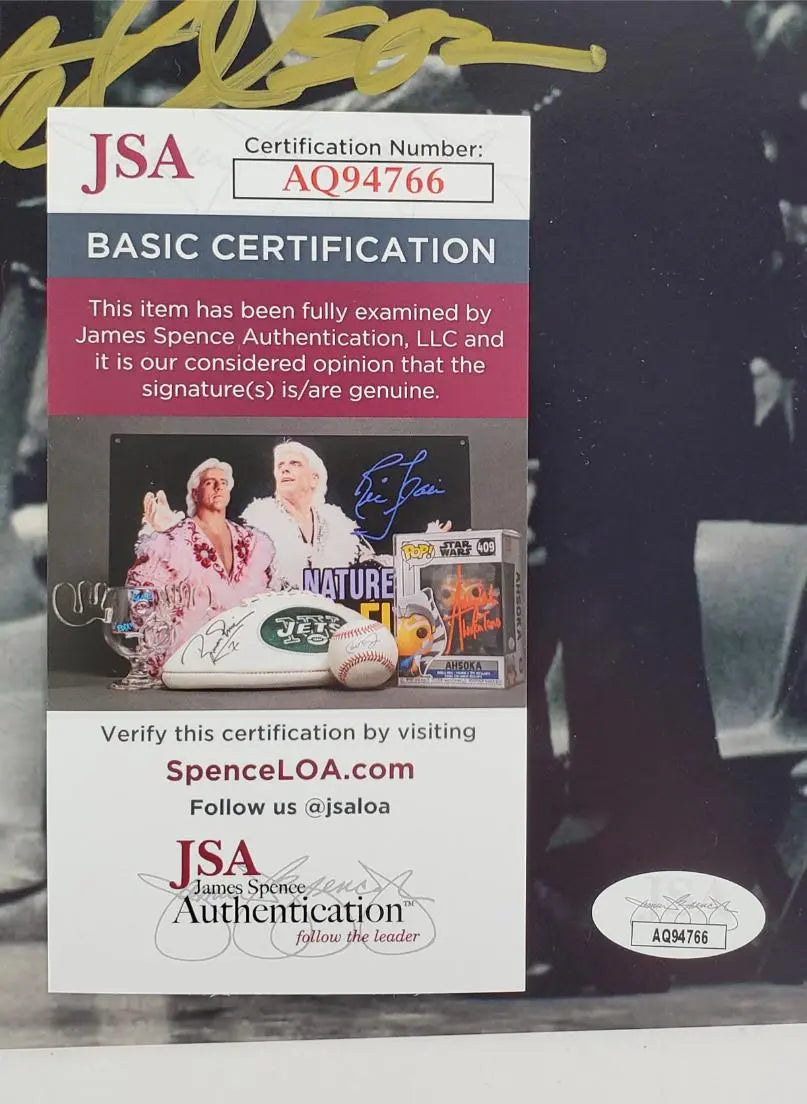 JSA
Certification Number:
AQ94766
BASIC CERTIFICATION
This item has been fully examined by
James Spence Authentication, LLC and
it is our considered opinion that the
signature(s) is/are genuine.
NATURE
JETS
POP!
STAR WARS
409
AHSOKA
AHSOKA
Verify this certification by visiting
SpenceLOA.com
Follow us @jsaloa
JSA
James Spence
Authentication™
follow the leader
AQ94766